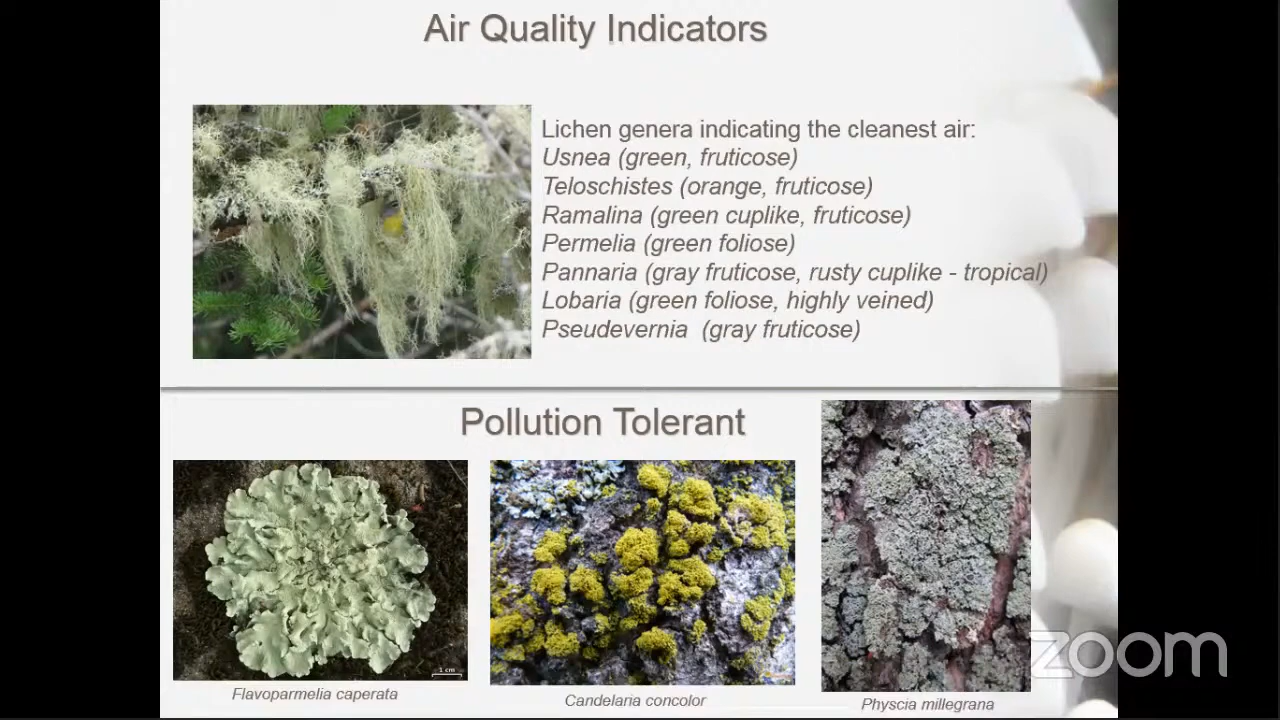 Air Quality Indicators
Lichen genera indicating the cleanest air:
Usnea (green, fruticose)
Teloschistes (orange, fruticose)
Ramalina (green cuplike, fruticose)
Permelia (green foliose)
Pannaria (gray fruticose, rusty cuplike - tropical)
Lobaria (green foliose, highly veined)
Pseudevernia (gray fruticose)
Pollution Tolerant
1 cm
Flavoparmelia caperata
Candelaria concolor
Physcia millegrana
zoom